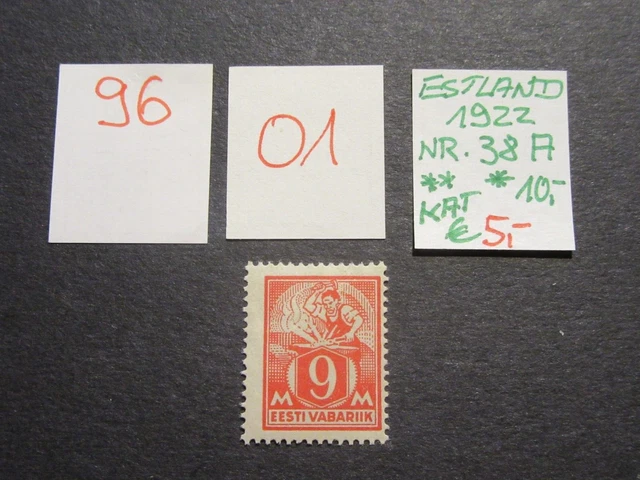 96
01
ESTLAND
1922
NR. 38 A
** * 10,-
KAT
€ 5,-
9
M M
EESTI VABARIIK